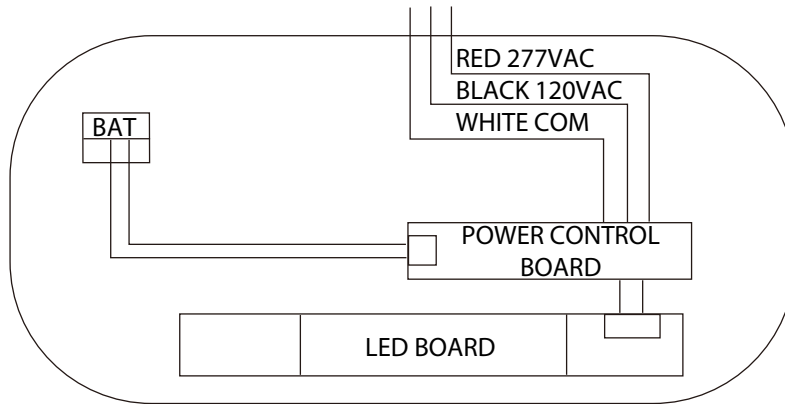 RED 277VAC
BLACK 120VAC
WHITE COM
BAT
POWER CONTROL
BOARD
LED BOARD